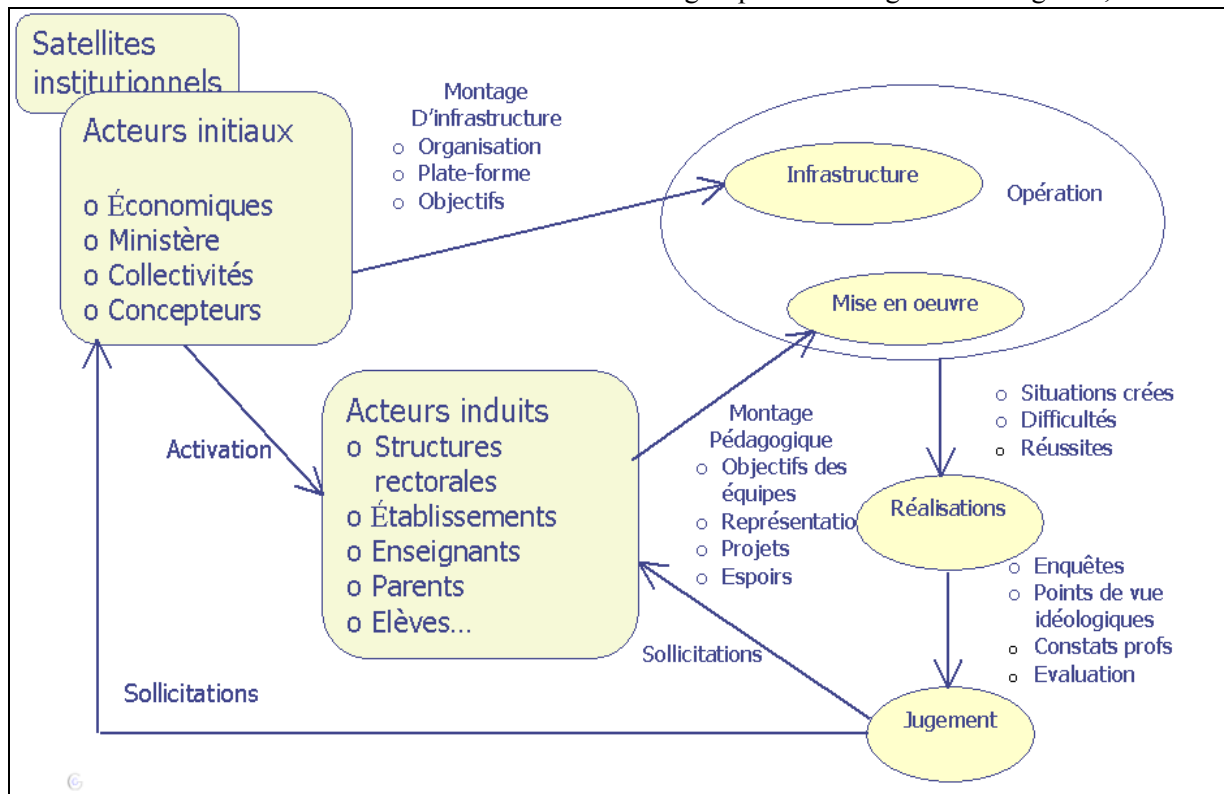 Satellites
institutionnels
Acteurs initiaux
o Économiques
o Ministère
o Collectivités
o Concepteurs
Montage
D'infrastructure
o Organisation
o Plate-forme
o Objectifs
Infrastructure
Opération
Mise en oeuvre
Activation
Acteurs induits
o Structures
rectorales
o Établissements
o Enseignants
o Parents
o Elèves...
Montage
Pédagogique
o Objectifs des
équipes
o Représentatio
o Projets
o Espoirs
o Situations crées
o Difficultés
o Réussites
Réalisations
o Enquêtes
o Points de vue
idéologiques
o Constats profs
o Evaluation
Sollicitations
Sollicitations
Jugement